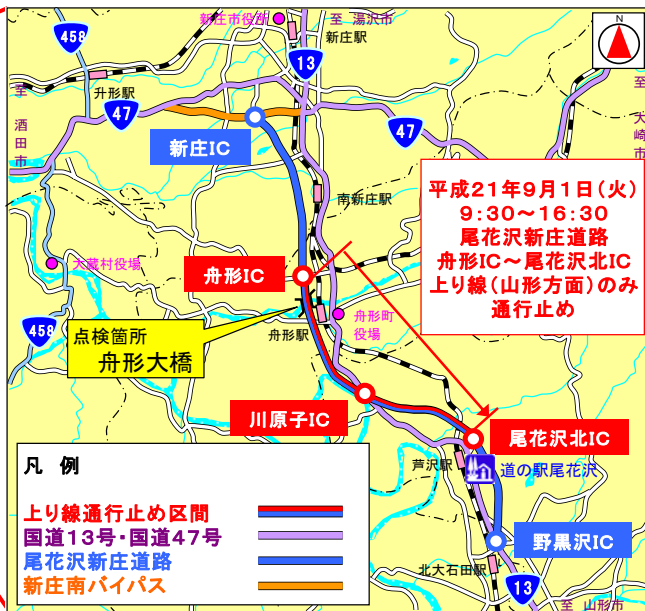 458
新庄市役所
至 湯沢市
新庄駅
N
13
升形駅
47
47
至 酒田市
至 大崎市
新庄IC
平成21年9月1日(火)
9:30～16:30
尾花沢新庄道路
舟形IC～尾花沢北IC
上り線(山形方面)のみ
通行止め
南新庄駅
大蔵村役場
舟形IC
458
舟形町
役場
舟形駅
点検箇所
舟形大橋
川原子IC
尾花沢北IC
芦沢駅
道の駅尾花沢
凡 例
上り線通行止め区間
国道13号・国道47号
尾花沢新庄道路
新庄南バイパス
野黒沢IC
北大石田駅
13
至 山形市